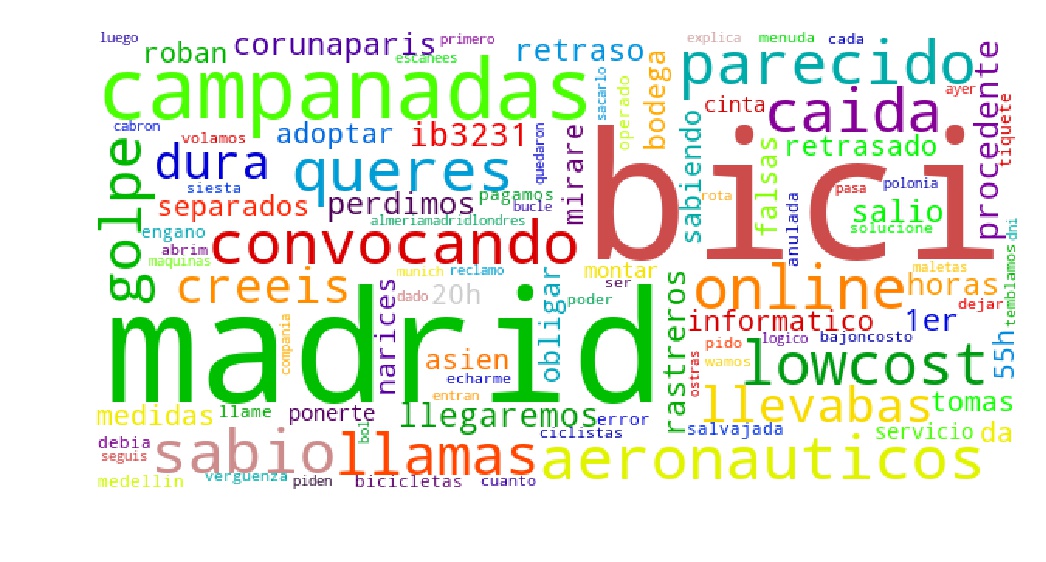 luego
roban
corunaparis
primero
escanees
retraso
explica
menuda
cada
campanadas
sacarlo
operado
bodega
parecido
procedente
ayer
cinta
caida
tiquete
cabron
volamos
adoptar
ib3231
quedaron
mirare
bici
sabiendo
falsas
retrasado
golpe
dura
siesta
queres
pagamos
bucle
separados
perdimos
almeriamadridlondres
rota
anulada
pasa
polonia
salio
solucione
dni
engano
abrim
maquinas
convocando
munich
reclamo
montar
ser
creeis
narices
dado
20h
obligar
poder
rastreros
online
horas
maletas
dejar
temblamos
madrid
compania
asien
echarme
entran
informatico
1er
55h
pido
logico
bajoncosto
ostras
wamos
lowcost
llevabas
tomas
medidas
llame
ponerte
bol
llegaremos
error
ciclistas
salvajada
servicio
da
debia
seguis
sabio
llamas
aeronauticos
medellin
verguenza
piden
bicicletas
cuanto